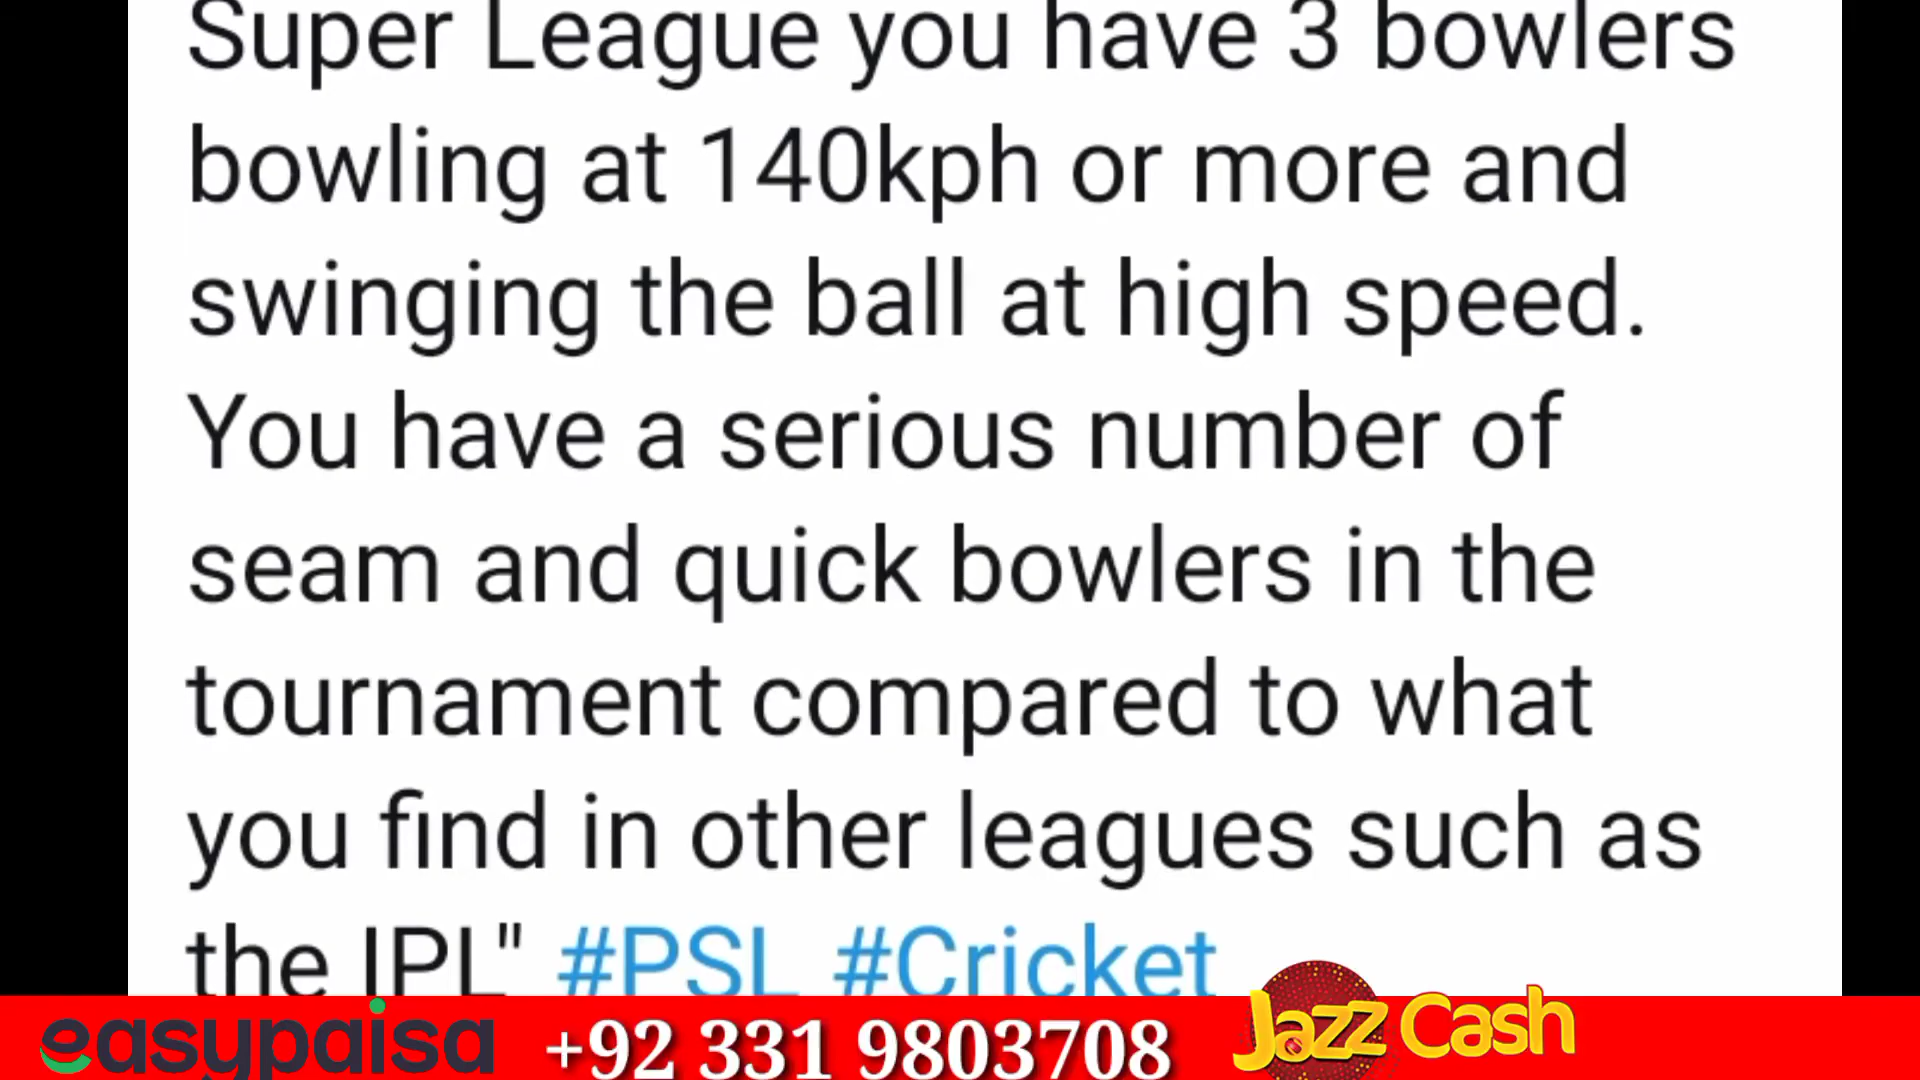 Super League you have 3 bowlers
bowling at 140kph or more and
swinging the ball at high speed.
You have a serious number of
seam and quick bowlers in the
tournament compared to what
you find in other leagues such as
the IPL" #PSL #Cricket
easypaisa +92 331 9803708 JazzCash